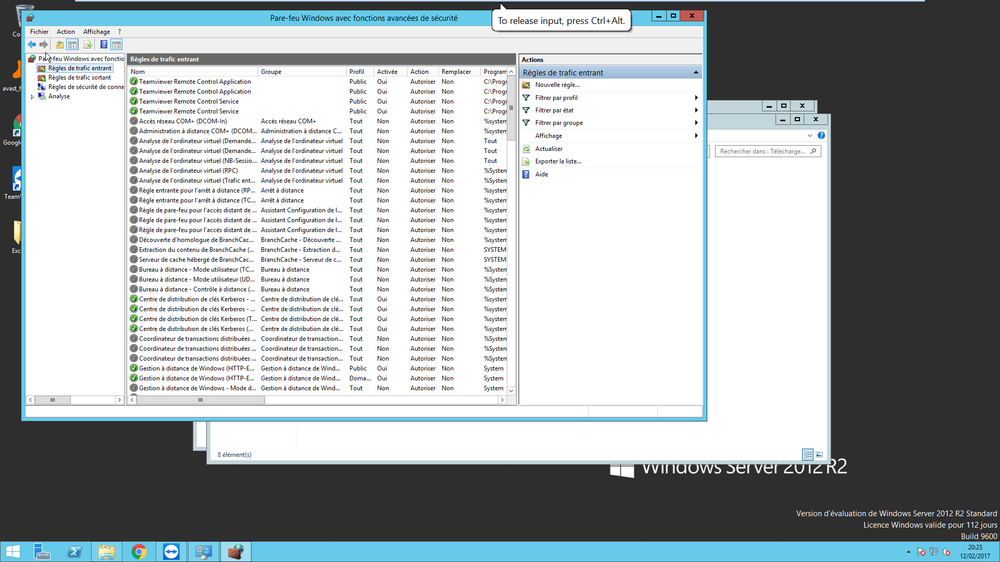 Pare-feu Windows avec fonctions avancées de sécurité
To release input, press Ctrl+Alt.
Fichier Action Affichage ?
Pare-feu Windows avec fonctio
Règles de trafic entrant
Règles de trafic sortant
Règles de sécurité de conne
Analyse
Règles de trafic entrant
Nom Groupe Profil Activée Action Remplacer Program
Teamviewer Remote Control Application Public Oui Autoriser Non C:\Progr
Teamviewer Remote Control Application Public Oui Autoriser Non C:\Progr
Teamviewer Remote Control Service Public Oui Autoriser Non C:\Progr
Teamviewer Remote Control Service Public Oui Autoriser Non C:\Progr
Accès réseau COM+ (DCOM-In) Accès réseau COM+ Tout Non Autoriser Non %system
Administration à distance COM+ (DCOM... Administration à distance C... Tout Non Autoriser Non %system
Analyse de l'ordinateur virtuel (Demande... Analyse de l'ordinateur virtuel Tout Non Autoriser Non Tout
Analyse de l'ordinateur virtuel (Demande... Analyse de l'ordinateur virtuel Tout Non Autoriser Non Tout
Analyse de l'ordinateur virtuel (NB-Sessio... Analyse de l'ordinateur virtuel Tout Non Autoriser Non Tout
Analyse de l'ordinateur virtuel (RPC) Analyse de l'ordinateur virtuel Tout Non Autoriser Non %System
Analyse de l'ordinateur virtuel (Trafic ent... Analyse de l'ordinateur virtuel Tout Non Autoriser Non %System
Règle entrante pour l'arrêt à distance (RP... Arrêt à distance Tout Non Autoriser Non %system
Règle entrante pour l'arrêt à distance (TC... Arrêt à distance Tout Non Autoriser Non %system
Règle de pare-feu pour l'accès distant de ... Assistant Configuration de l... Tout Non Autoriser Non %system
Règle de pare-feu pour l'accès distant de ... Assistant Configuration de l... Tout Non Autoriser Non %system
Règle de pare-feu pour l'accès distant de ... Assistant Configuration de l... Tout Non Autoriser Non %system
Découverte d'homologue de BranchCac... BranchCache - Découverte ... Tout Non Autoriser Non %system
Extraction du contenu de BranchCache (... BranchCache - Extraction d... Tout Non Autoriser Non SYSTEM
Serveur de cache hébergé de BranchCac... BranchCache - Serveur de c... Tout Non Autoriser Non SYSTEM
Bureau à distance - Mode utilisateur (TC... Bureau à distance Tout Non Autoriser Non %System
Bureau à distance - Mode utilisateur (UD... Bureau à distance Tout Non Autoriser Non %System
Bureau à distance - Contrôle à distance (... Bureau à distance Tout Non Autoriser Non %System
Centre de distribution de clés Kerberos - ... Centre de distribution de clé... Tout Oui Autoriser Non %system
Centre de distribution de clés Kerberos - ... Centre de distribution de clé... Tout Oui Autoriser Non %system
Centre de distribution de clés Kerberos (T... Centre de distribution de clé... Tout Oui Autoriser Non %system
Centre de distribution de clés Kerberos (... Centre de distribution de clé... Tout Oui Autoriser Non %system
Coordinateur de transactions distribuées ... Coordinateur de transaction... Tout Non Autoriser Non %System
Coordinateur de transactions distribuées ... Coordinateur de transaction... Tout Non Autoriser Non %System
Coordinateur de transactions distribuées ... Coordinateur de transaction... Tout Non Autoriser Non %System
Gestion à distance de Windows (HTTP-E... Gestion à distance de Wind... Public Oui Autoriser Non System
Gestion à distance de Windows (HTTP-E... Gestion à distance de Wind... Doma... Oui Autoriser Non System
Gestion à distance de Windows - Mode d... Gestion à distance de Wind... Tout Non Autoriser Non System
Actions
Règles de trafic entrant
Nouvelle règle...
Filtrer par profil
Filtrer par état
Filtrer par groupe
Affichage
Actualiser
Exporter la liste...
Aide
Rechercher dans : Télécharge...
8 élément(s)
Co
avast_f
Google
TeamV
Exc
Windows Server 2012 R2
Version d'évaluation de Windows Server 2012 R2 Standard
Licence Windows valide pour 112 jours
Build 9600
20:23
12/02/2017